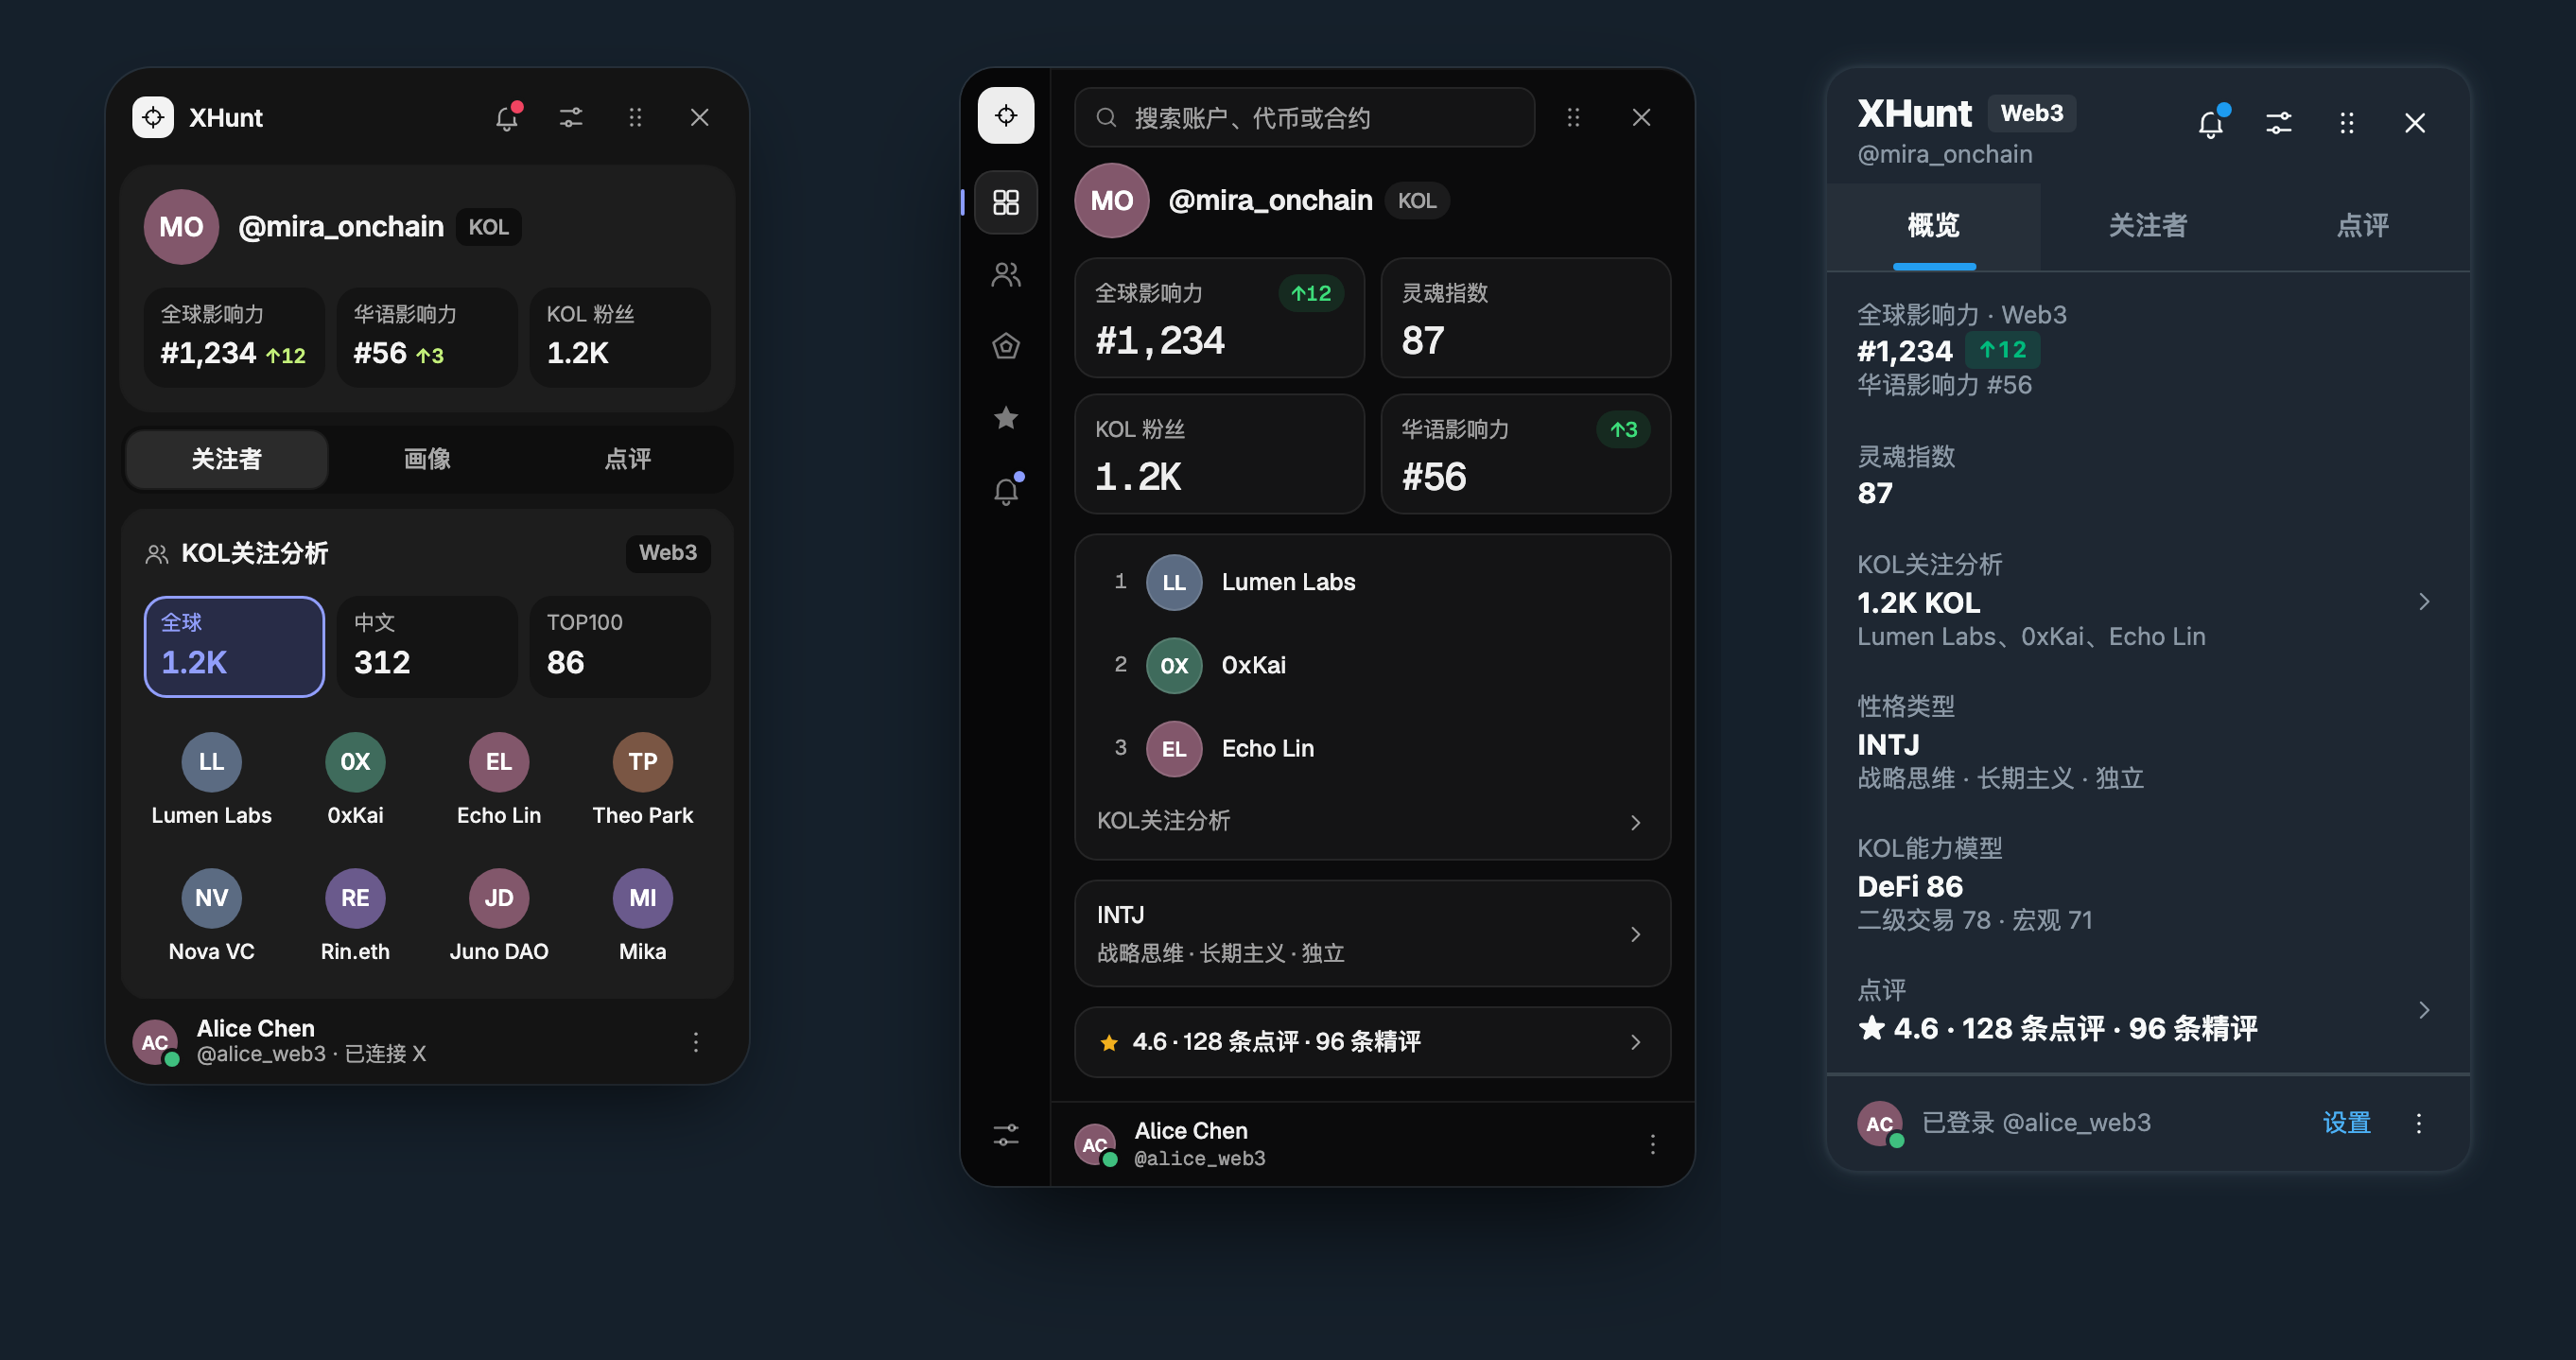 XHunt
MO @mira_onchain KOL
全球影响力 华语影响力 KOL 粉丝
#1,234 ↑12 #56 ↑3 1.2K
关注者 画像 点评
KOL关注分析 Web3
全球 中文 TOP100
1.2K 312 86
LL 0X EL TP
Lumen Labs 0xKai Echo Lin Theo Park
NV RE JD MI
Nova VC Rin.eth Juno DAO Mika
AC Alice Chen
@alice_web3 · 已连接 X
搜索账户、代币或合约
MO @mira_onchain KOL
全球影响力 ↑12 灵魂指数
#1,234 87
KOL 粉丝 华语影响力 ↑3
1.2K #56
1 LL Lumen Labs
2 0X 0xKai
3 EL Echo Lin
KOL关注分析
INTJ
战略思维 · 长期主义 · 独立
★ 4.6 · 128 条点评 · 96 条精评
AC Alice Chen
@alice_web3
XHunt Web3
@mira_onchain
概览 关注者 点评
全球影响力 · Web3
#1,234 ↑12
华语影响力 #56
灵魂指数
87
KOL关注分析
1.2K KOL
Lumen Labs、0xKai、Echo Lin
性格类型
INTJ
战略思维 · 长期主义 · 独立
KOL能力模型
DeFi 86
二级交易 78 · 宏观 71
点评
★ 4.6 · 128 条点评 · 96 条精评
AC 已登录 @alice_web3 设置